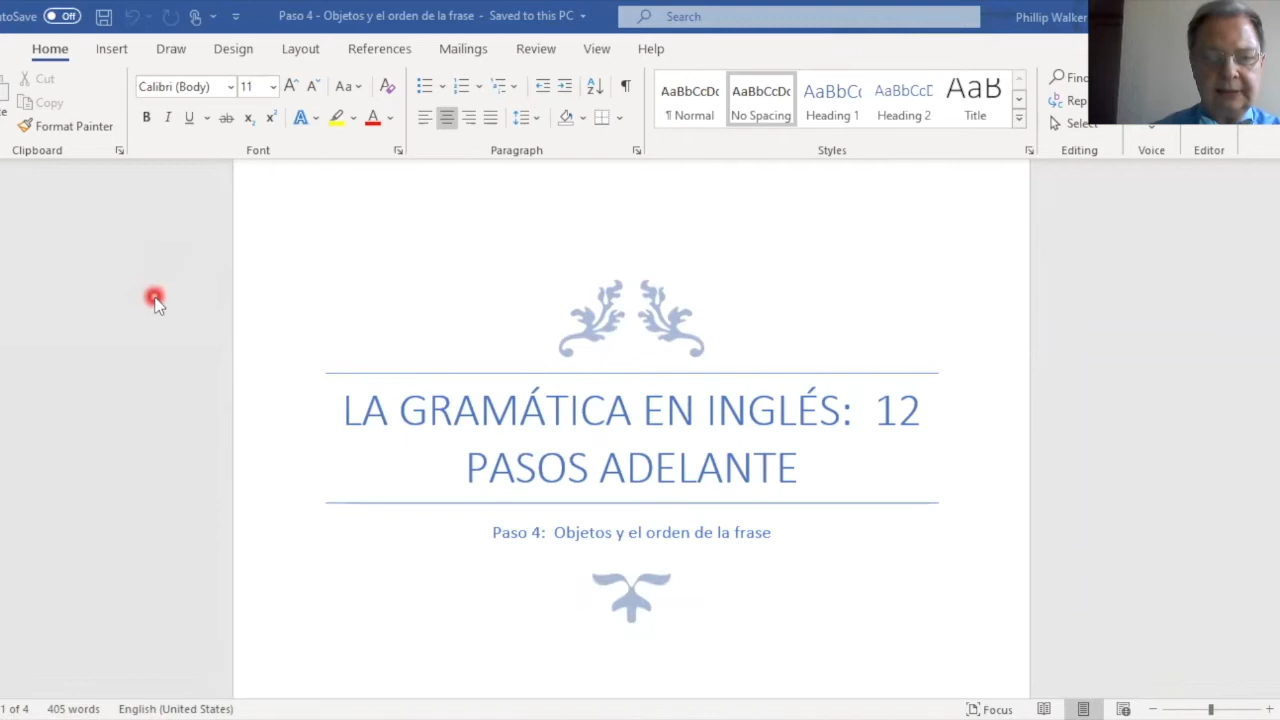 AutoSave Off Paso 4 - Objetos y el orden de la frase - Saved to this PC Search Phillip Walker
Home Insert Draw Design Layout References Mailings Review View Help
Cut
Copy
Format Painter
Clipboard
Calibri (Body) 11
Font
Paragraph
AaBbCcDc AaBbCcDc AaBbCc AaBbCcD AaB
¶ Normal No Spacing Heading 1 Heading 2 Title
Styles
Find
Select
Editing Voice Editor
LA GRAMÁTICA EN INGLÉS: 12
PASOS ADELANTE
Paso 4: Objetos y el orden de la frase
1 of 4 405 words English (United States) Focus